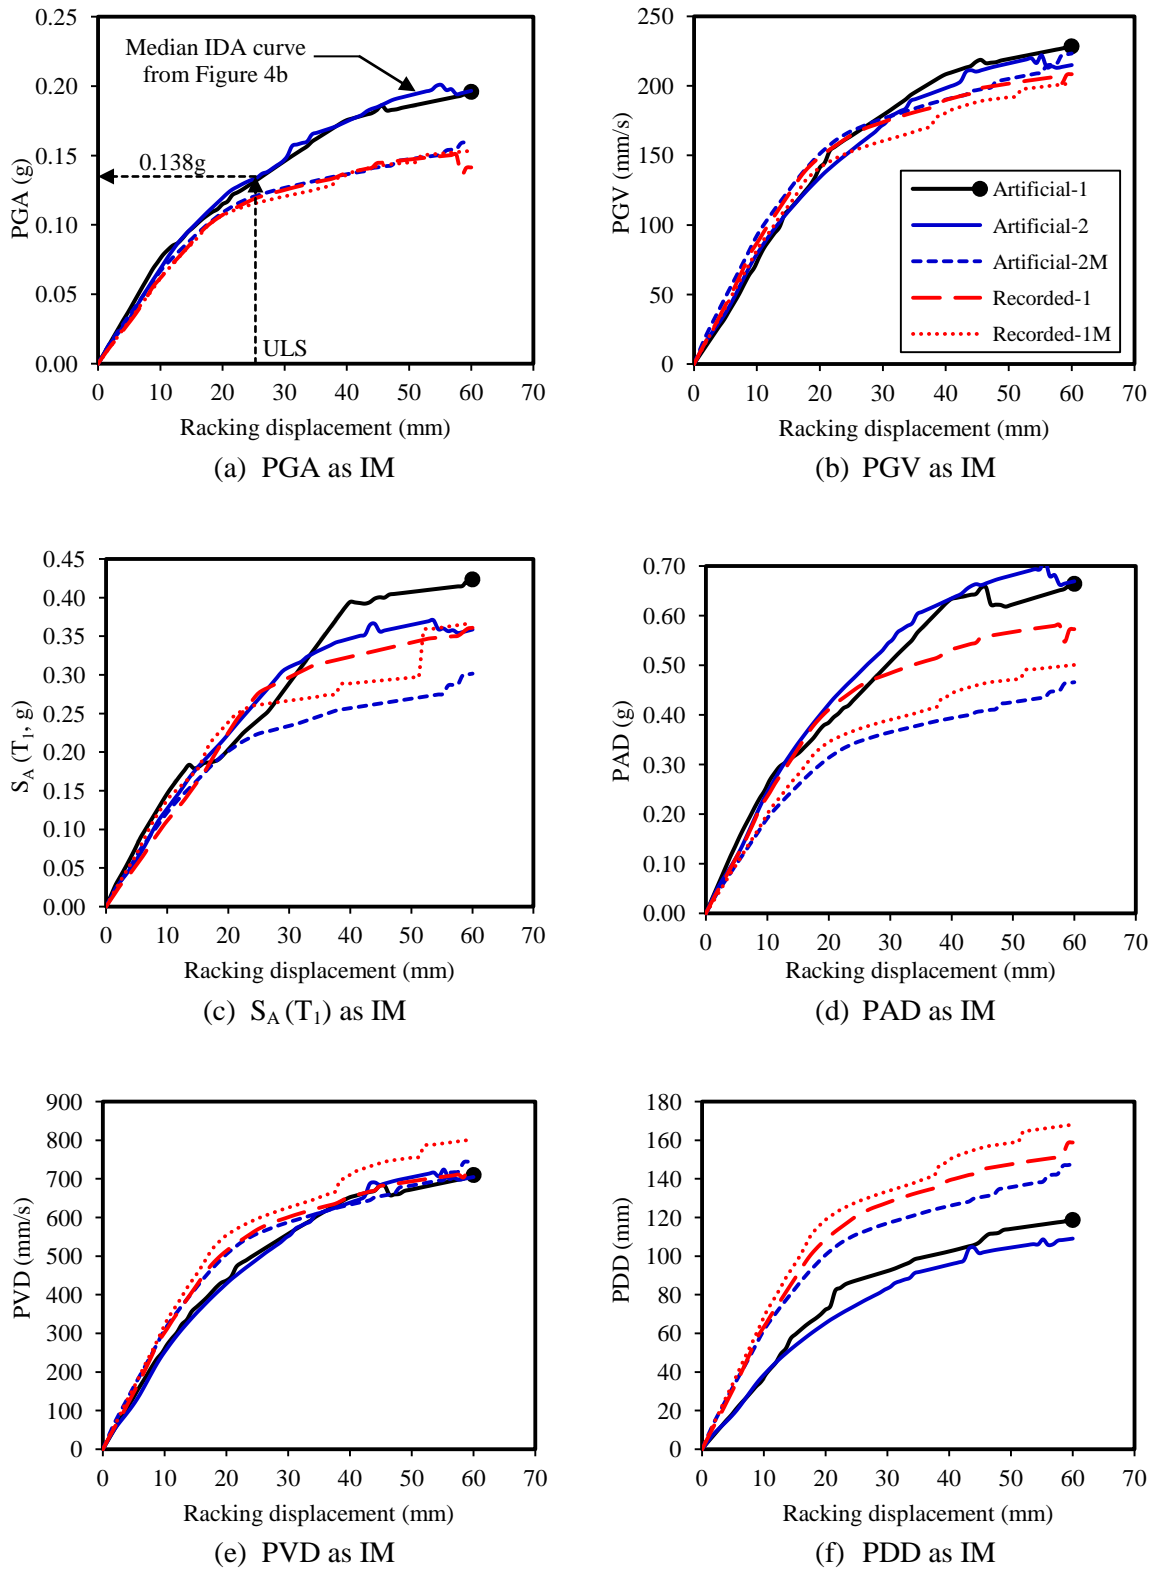 0.25
0.20
0.15
0.10
0.05
0.00
PGA (g)
Median IDA curve
from Figure 4b
0.138g
ULS
0 10 20 30 40 50 60 70
Racking displacement (mm)
(a) PGA as IM
250
200
150
100
50
0
PGV (mm/s)
Artificial-1
Artificial-2
Artificial-2M
Recorded-1
Recorded-1M
0 10 20 30 40 50 60 70
Racking displacement (mm)
(b) PGV as IM
0.45
0.40
0.35
0.30
0.25
0.20
0.15
0.10
0.05
0.00
S_A (T_1, g)
0 10 20 30 40 50 60 70
Racking displacement (mm)
(c) S_A (T_1) as IM
0.70
0.60
0.50
0.40
0.30
0.20
0.10
0.00
PAD (g)
0 10 20 30 40 50 60 70
Racking displacement (mm)
(d) PAD as IM
900
800
700
600
500
400
300
200
100
0
PVD (mm/s)
0 10 20 30 40 50 60 70
Racking displacement (mm)
(e) PVD as IM
180
160
140
120
100
80
60
40
20
0
PDD (mm)
0 10 20 30 40 50 60 70
Racking displacement (mm)
(f) PDD as IM